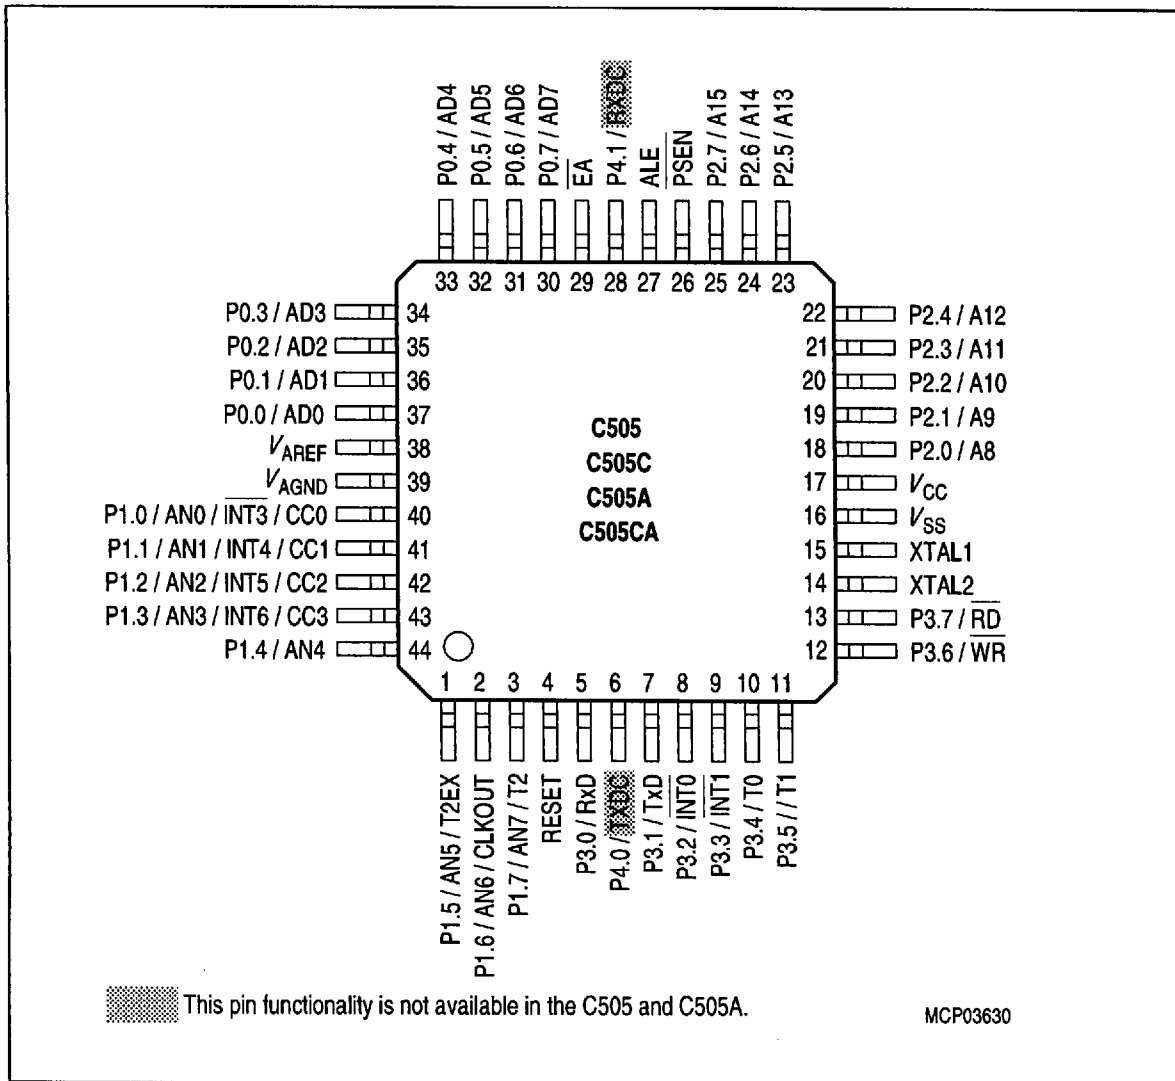 P0.4 / AD4
P0.5 / AD5
P0.6 / AD6
P0.7 / AD7
E̅A̅
P4.1 / RXDC
ALE
P̅S̅E̅N̅
P2.7 / A15
P2.6 / A14
P2.5 / A13
33 32 31 30 29 28 27 26 25 24 23
P0.3 / AD3 34
P0.2 / AD2 35
P0.1 / AD1 36
P0.0 / AD0 37
VAREF 38
VAGND 39
P1.0 / AN0 / I̅N̅T̅3̅ / CC0 40
P1.1 / AN1 / INT4 / CC1 41
P1.2 / AN2 / INT5 / CC2 42
P1.3 / AN3 / INT6 / CC3 43
P1.4 / AN4 44
C505
C505C
C505A
C505CA
22 P2.4 / A12
21 P2.3 / A11
20 P2.2 / A10
19 P2.1 / A9
18 P2.0 / A8
17 VCC
16 VSS
15 XTAL1
14 XTAL2
13 P3.7 / R̅D̅
12 P3.6 / W̅R̅
1 2 3 4 5 6 7 8 9 10 11
P1.5 / AN5 / T2EX
P1.6 / AN6 / CLKOUT
P1.7 / AN7 / T2
RESET
P3.0 / RxD
P4.0 / TXDC
P3.1 / TxD
P3.2 / I̅N̅T̅0̅
P3.3 / I̅N̅T̅1̅
P3.4 / T0
P3.5 / / T1
This pin functionality is not available in the C505 and C505A.
MCP03630